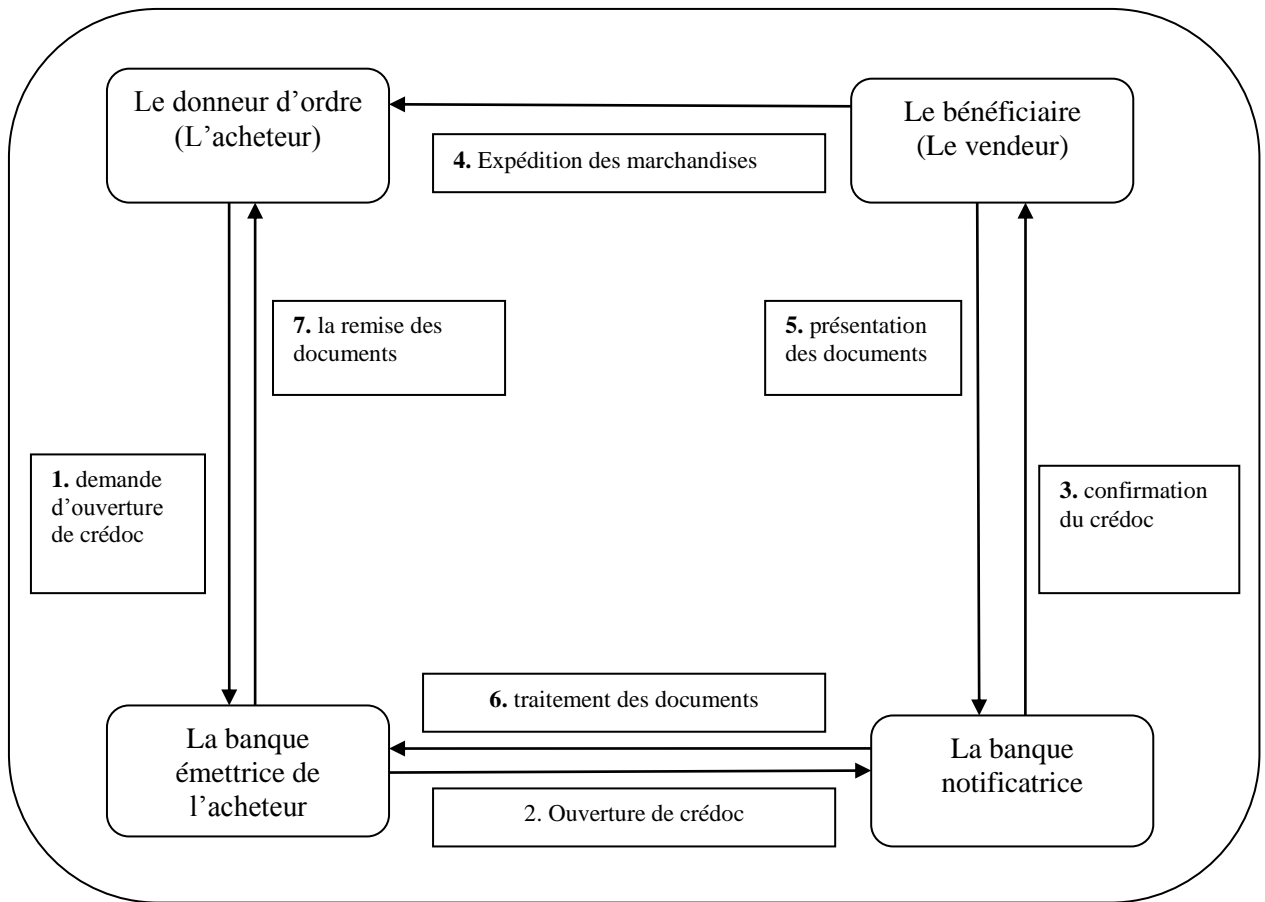 Le donneur d’ordre
(L’acheteur)
Le bénéficiaire
(Le vendeur)
4. Expédition des marchandises
7. la remise des
documents
5. présentation
des documents
1. demande
d’ouverture
de crédoc
3. confirmation
du crédoc
6. traitement des documents
La banque
émettrice de
l’acheteur
La banque
notificatrice
2. Ouverture de crédoc